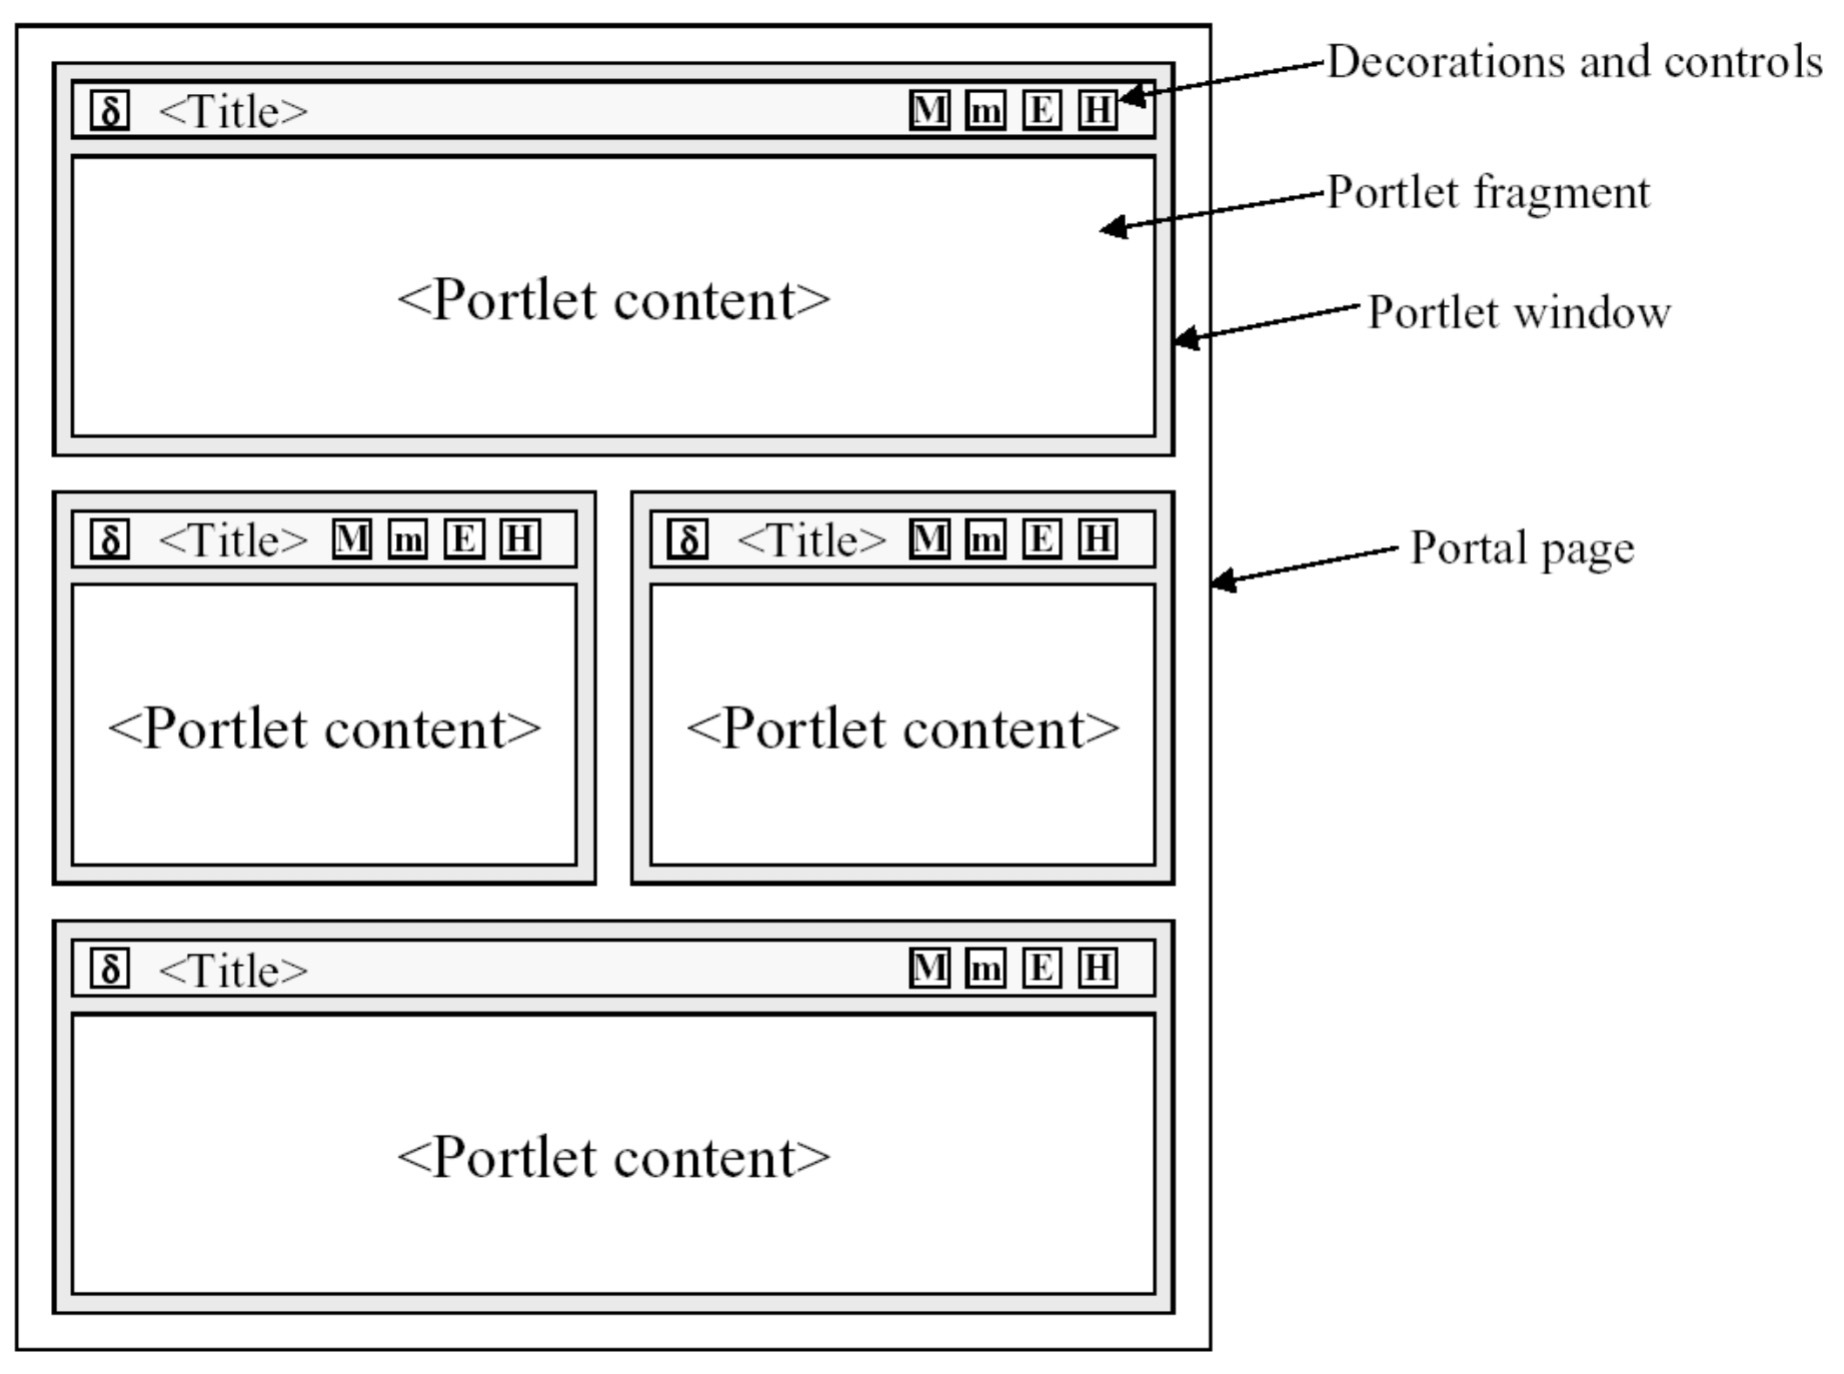 δ <Title> M m E H
Decorations and controls
Portlet fragment
<Portlet content>
Portlet window
δ <Title> M m E H
δ <Title> M m E H
Portal page
<Portlet content>
<Portlet content>
δ <Title> M m E H
<Portlet content>